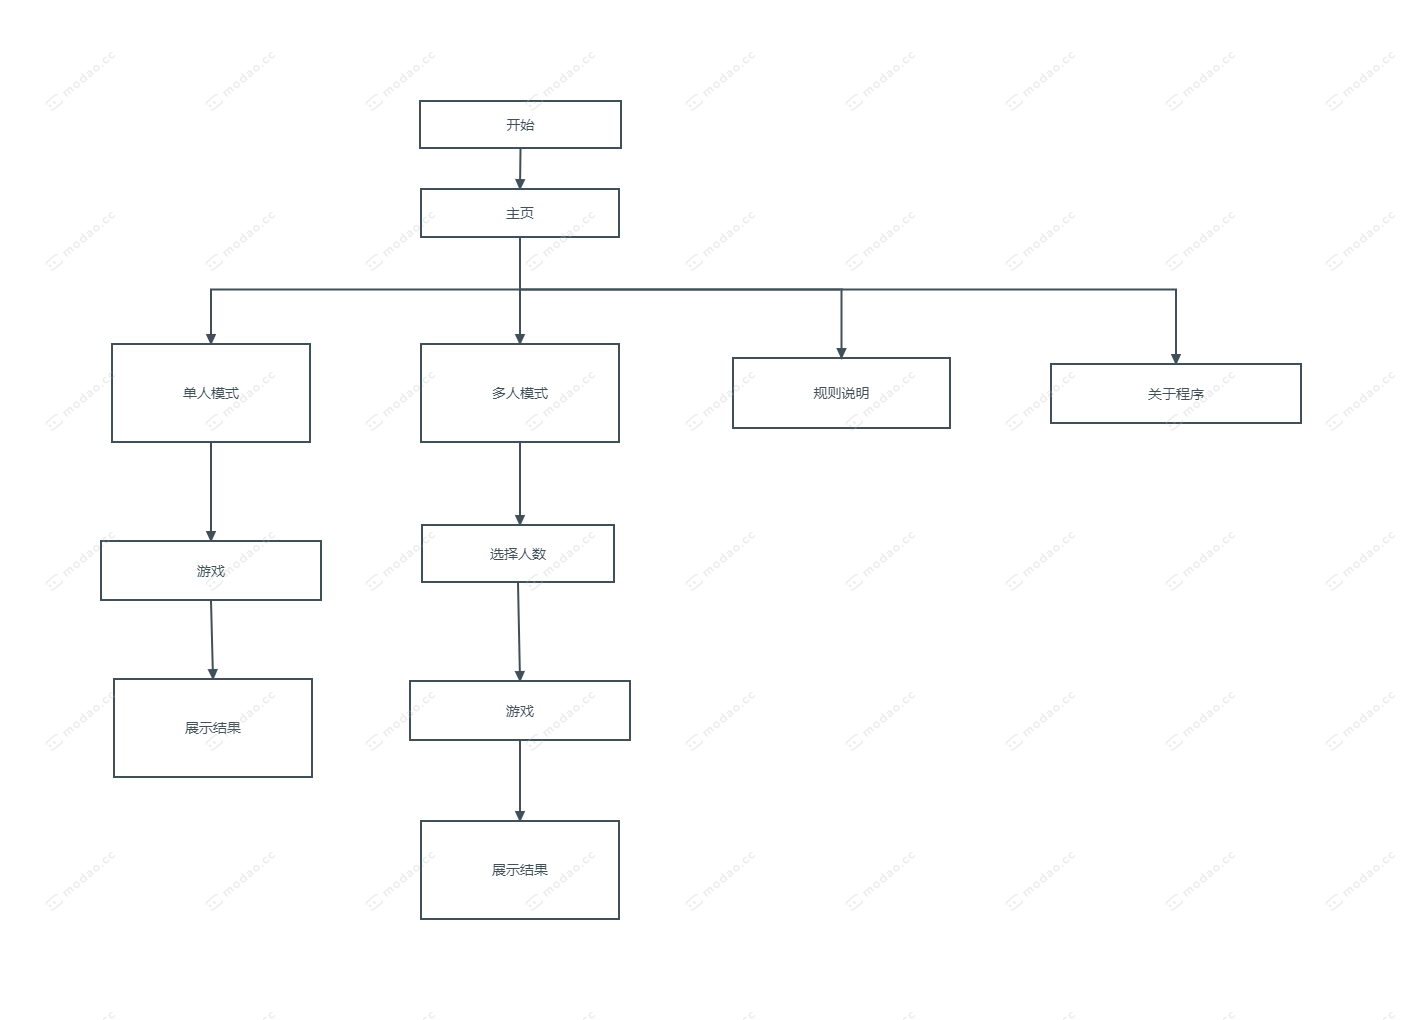 开始
主页
单人模式
多人模式
规则说明
关于程序
选择人数
游戏
游戏
展示结果
展示结果
modao.cc